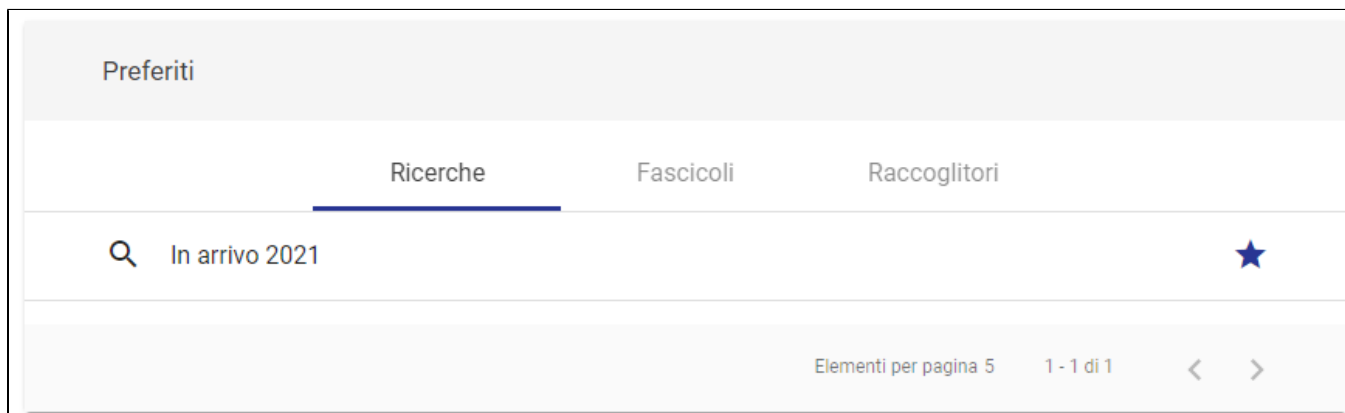 Preferiti
Ricerche Fascicoli Raccoglitori
In arrivo 2021
Elementi per pagina 5 1 - 1 di 1